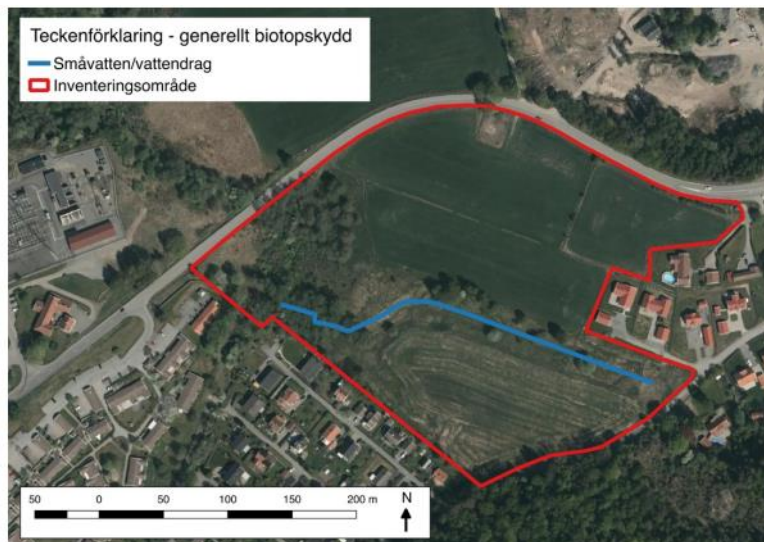 Teckenförklaring - generellt biotopskydd
Småvatten/vattendrag
Inventeringsområde
50 0 50 100 150 200 m
N